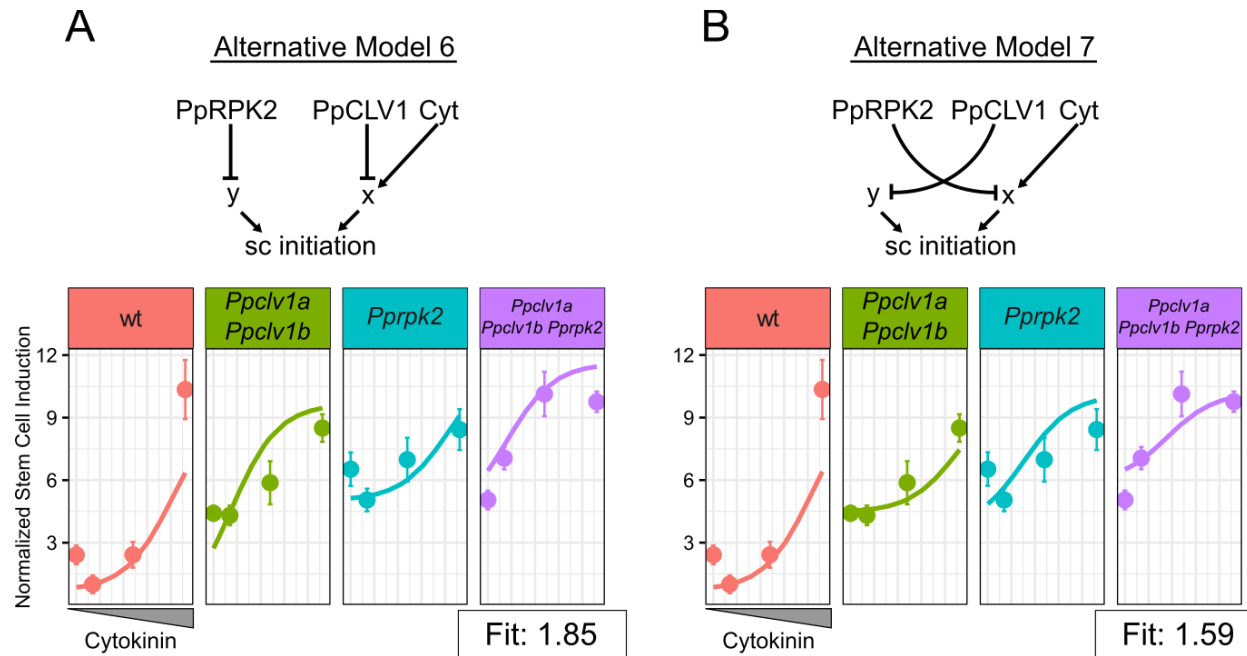 A
Alternative Model 6
PpRPK2 PpCLV1 Cyt
y x
sc initiation
wt
Ppclv1a
Ppclv1b
Pprpk2
Ppclv1a
Ppclv1b Pprpk2
Normalized Stem Cell Induction
12
9
6
3
Cytokinin
Fit: 1.85
B
Alternative Model 7
PpRPK2 PpCLV1 Cyt
y x
sc initiation
wt
Ppclv1a
Ppclv1b
Pprpk2
Ppclv1a
Ppclv1b Pprpk2
12
9
6
3
Cytokinin
Fit: 1.59